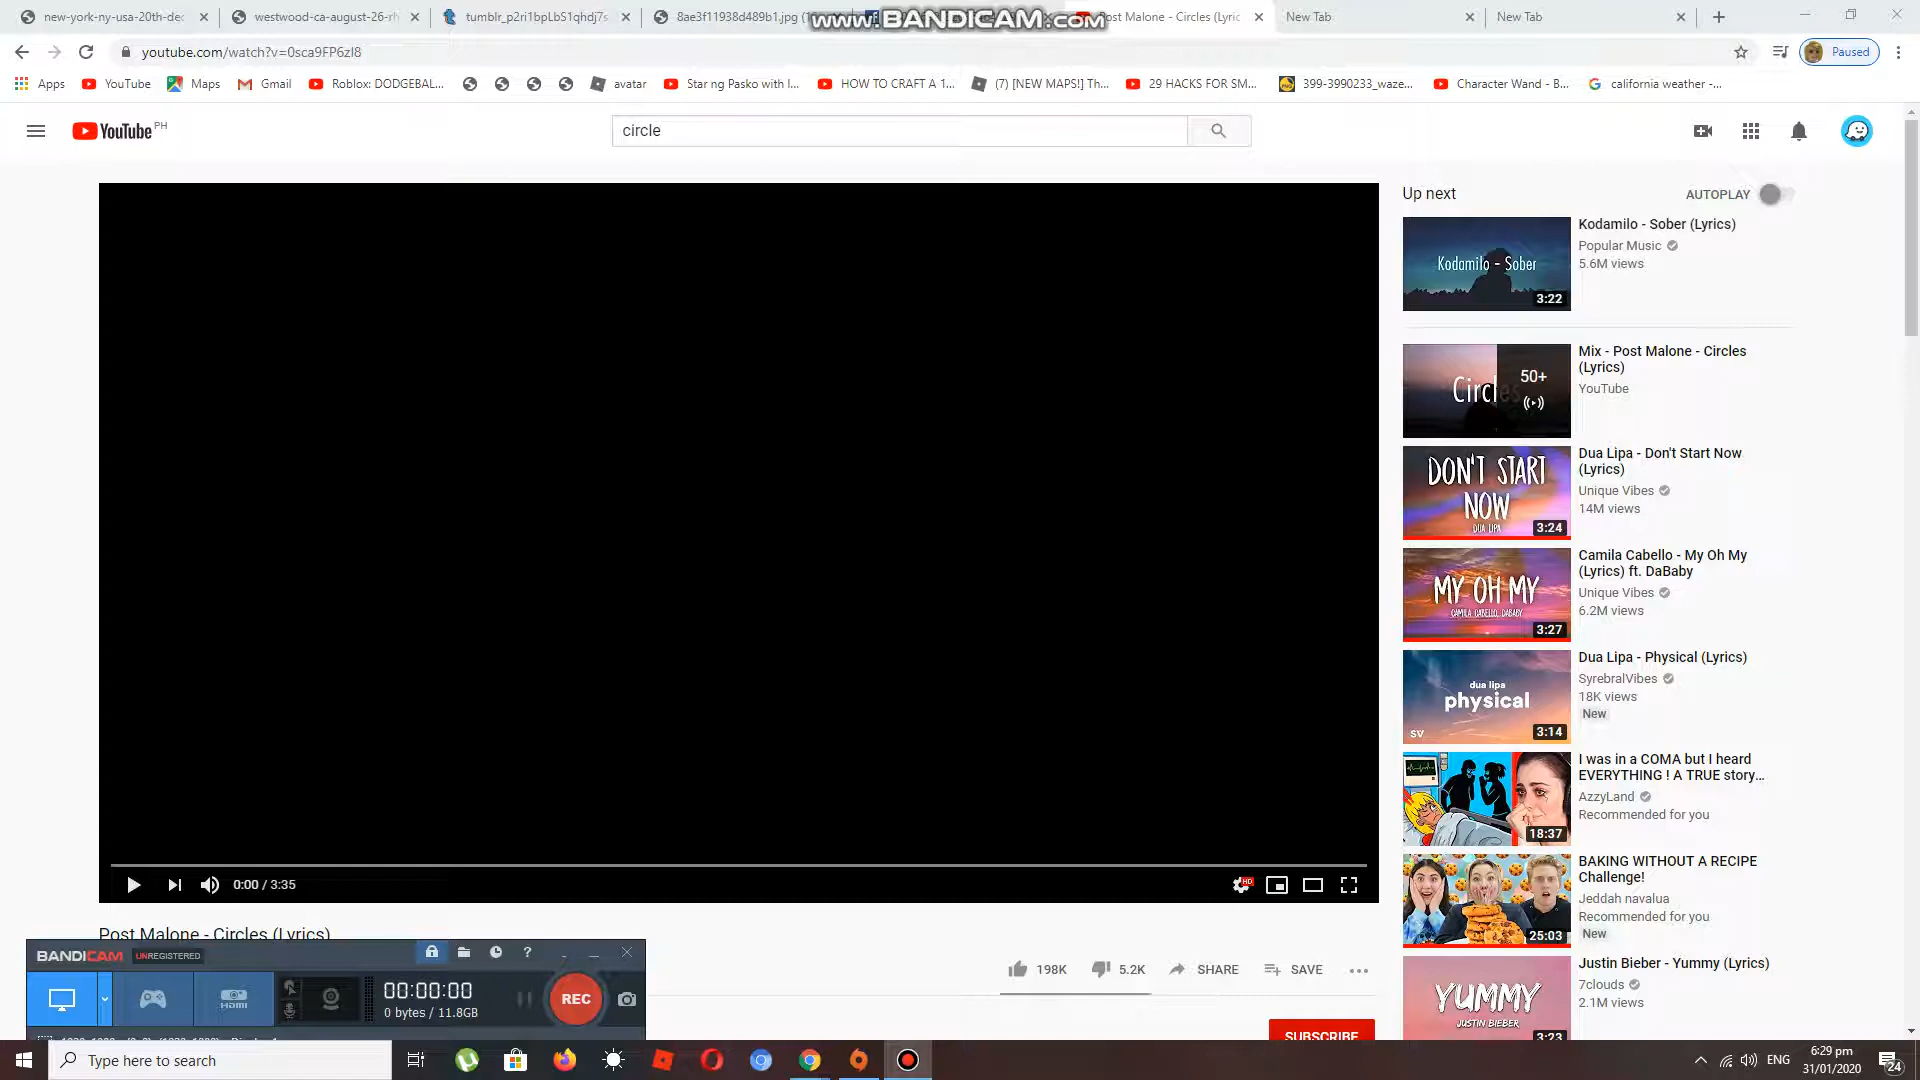 new-york-ny-usa-20th-dec
westwood-ca-august-26-rh
tumblr_p2ri1bpLbS1qhdj7s
8ae3f11938d489b1.jpg
www.BANDICAM.com
Post Malone - Circles (Lyric
New Tab
New Tab
youtube.com/watch?v=0sca9FP6zI8
Paused
Apps
YouTube
Maps
Gmail
Roblox: DODGEBAL...
avatar
Star ng Pasko with l...
HOW TO CRAFT A 1...
(7) [NEW MAPS!] Th...
29 HACKS FOR SM...
399-3990233_waze...
Character Wand - B...
california weather -...
YouTube PH
circle
Up next
AUTOPLAY
Kodamilo - Sober
3:22
Kodamilo - Sober (Lyrics)
Popular Music
5.6M views
Circles
50+
Mix - Post Malone - Circles
(Lyrics)
YouTube
DON'T START
NOW
DUA LIPA
3:24
Dua Lipa - Don't Start Now
(Lyrics)
Unique Vibes
14M views
MY OH MY
CAMILA CABELLO, DABABY
3:27
Camila Cabello - My Oh My
(Lyrics) ft. DaBaby
Unique Vibes
6.2M views
dua lipa
physical
SV
3:14
Dua Lipa - Physical (Lyrics)
SyrebralVibes
18K views
New
18:37
I was in a COMA but I heard
EVERYTHING ! A TRUE story...
AzzyLand
Recommended for you
25:03
BAKING WITHOUT A RECIPE
Challenge!
Jeddah navalua
Recommended for you
New
YUMMY
JUSTIN BIEBER
3:23
Justin Bieber - Yummy (Lyrics)
7clouds
2.1M views
0:00 / 3:35
HD
Post Malone - Circles (Lyrics)
198K
5.2K
SHARE
SAVE
SUBSCRIBE
BANDICAM
UNREGISTERED
?
HDMI
00:00:00
0 bytes / 11.8GB
REC
Type here to search
ENG
6:29 pm
31/01/2020
24